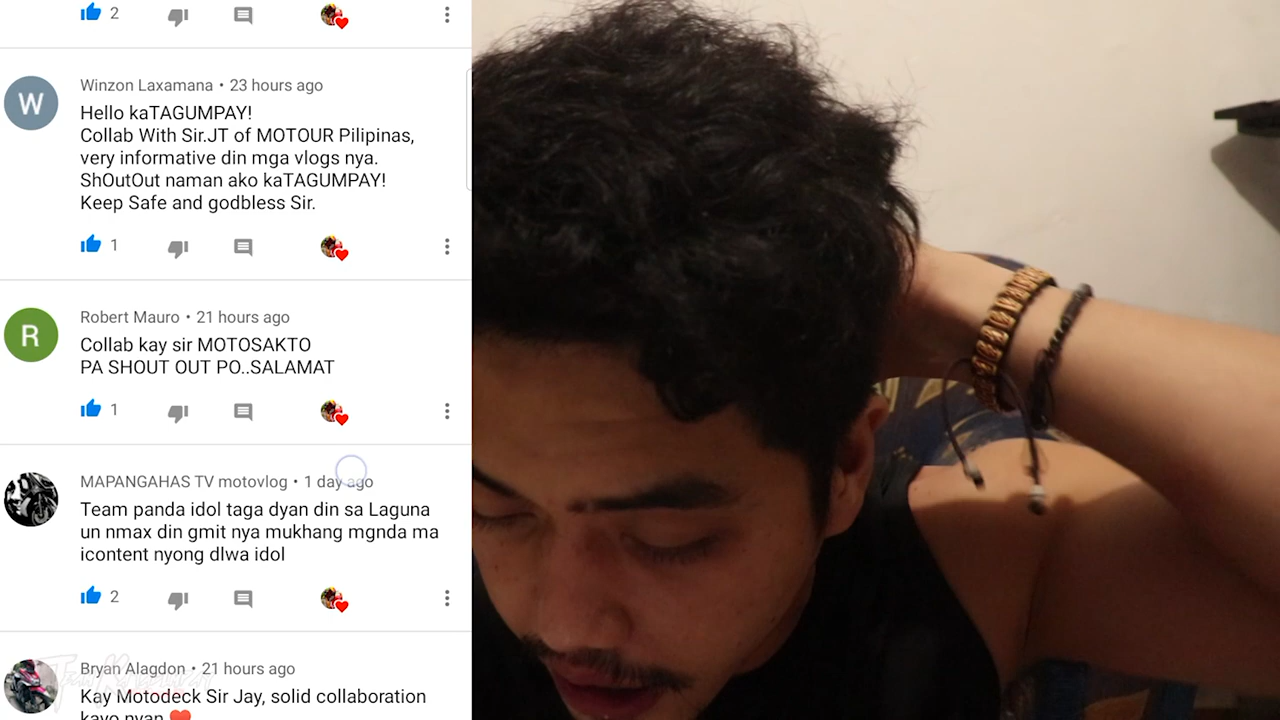 2
Winzon Laxamana • 23 hours ago
W
Hello kaTAGUMPAY!
Collab With Sir.JT of MOTOUR Pilipinas,
very informative din mga vlogs nya.
ShOutOut naman ako kaTAGUMPAY!
Keep Safe and godbless Sir.
1
Robert Mauro • 21 hours ago
R
Collab kay sir MOTOSAKTO
PA SHOUT OUT PO..SALAMAT
1
MAPANGAHAS TV motovlog • 1 day ago
Team panda idol taga dyan din sa Laguna
un nmax din gmit nya mukhang mgnda ma
icontent nyong dlwa idol
2
Bryan Alagdon • 21 hours ago
Kay Motodeck Sir Jay, solid collaboration
kayo nyan